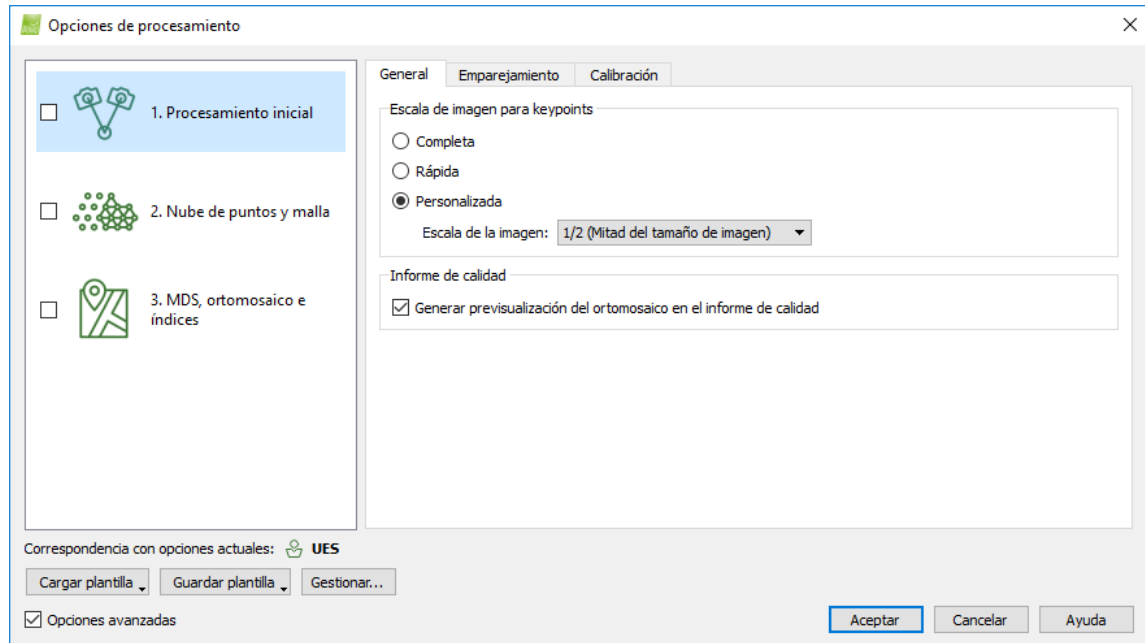 Opciones de procesamiento
1. Procesamiento inicial
2. Nube de puntos y malla
3. MDS, ortomosaico e
índices
General Emparejamiento Calibración
Escala de imagen para keypoints
Completa
Rápida
Personalizada
Escala de la imagen: 1/2 (Mitad del tamaño de imagen)
Informe de calidad
Generar previsualización del ortomosaico en el informe de calidad
Correspondencia con opciones actuales: UES
Cargar plantilla Guardar plantilla Gestionar...
Opciones avanzadas
Aceptar Cancelar Ayuda